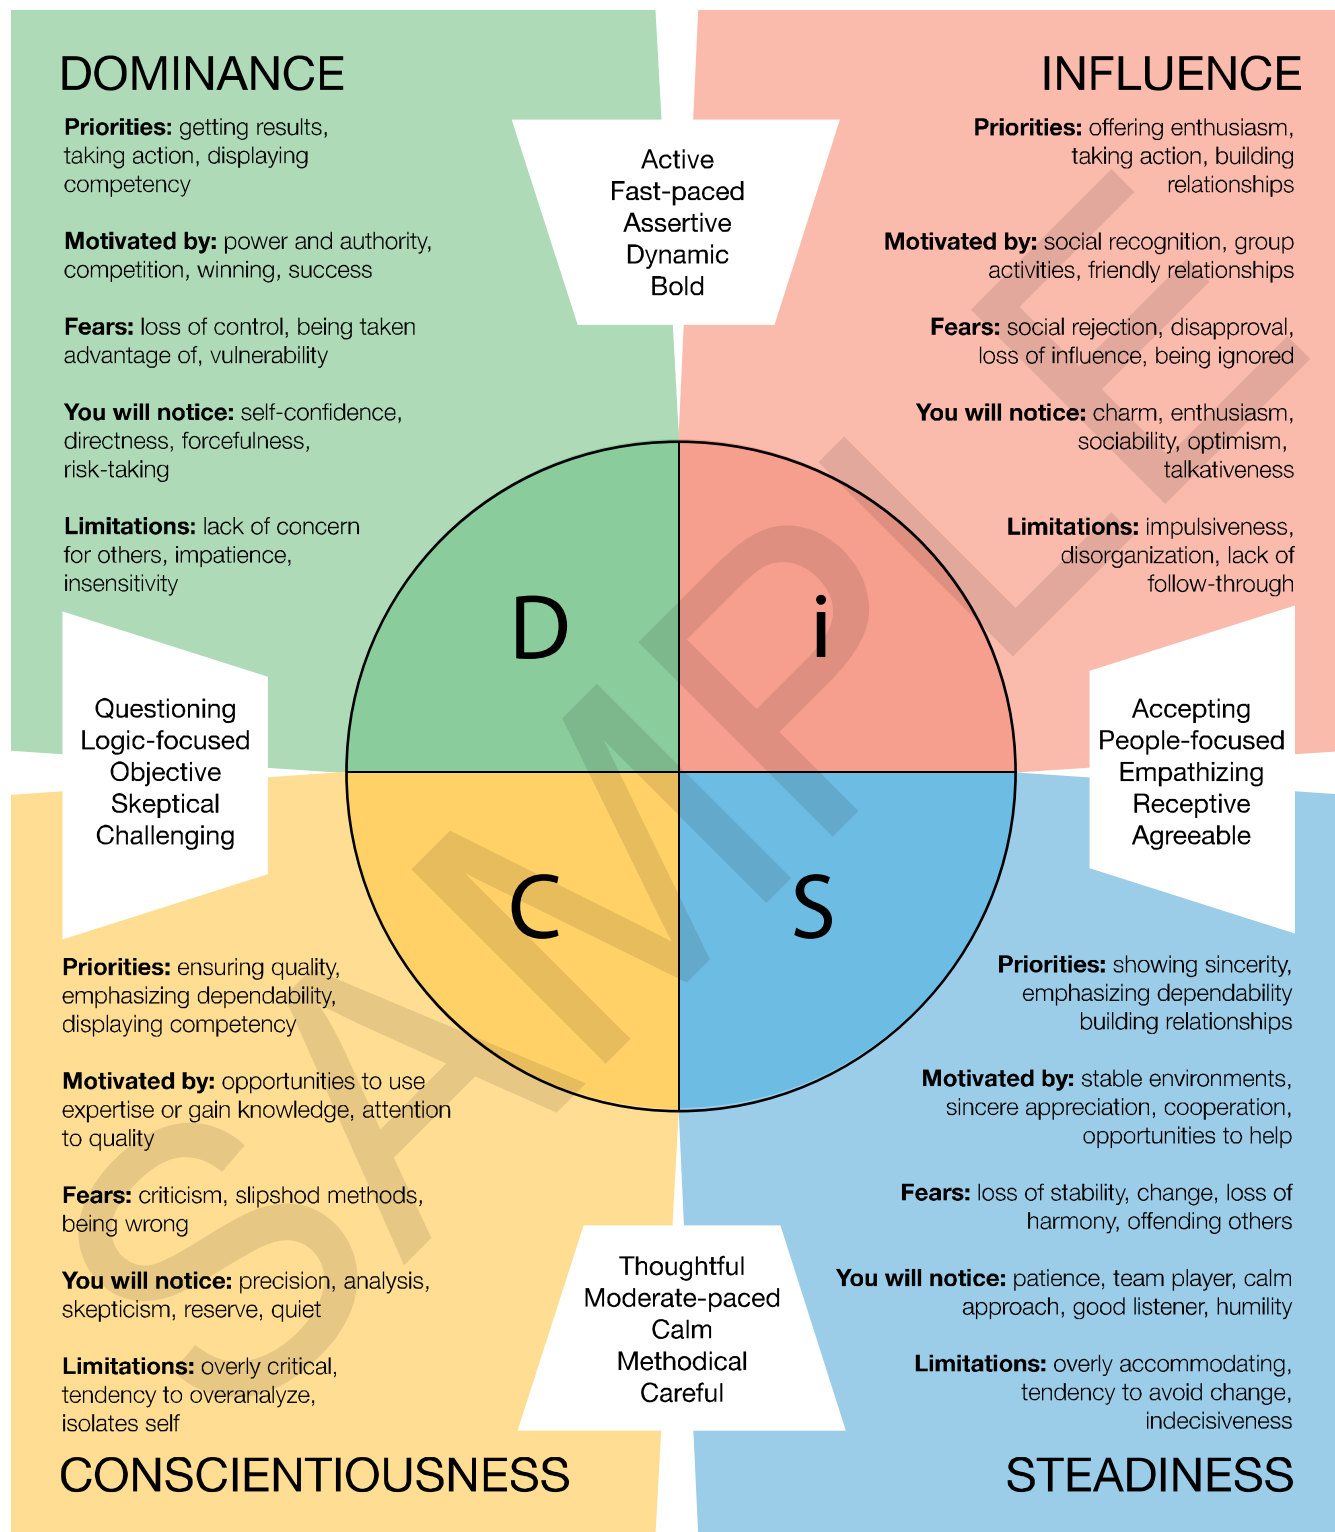 DOMINANCE
Priorities: getting results,
taking action, displaying
competency
Motivated by: power and authority,
competition, winning, success
Fears: loss of control, being taken
advantage of, vulnerability
You will notice: self-confidence,
directness, forcefulness,
risk-taking
Limitations: lack of concern
for others, impatience,
insensitivity
Active
Fast-paced
Assertive
Dynamic
Bold
INFLUENCE
Priorities: offering enthusiasm,
taking action, building
relationships
Motivated by: social recognition, group
activities, friendly relationships
Fears: social rejection, disapproval,
loss of influence, being ignored
You will notice: charm, enthusiasm,
sociability, optimism,
talkativeness
Limitations: impulsiveness,
disorganization, lack of
follow-through
Questioning
Logic-focused
Objective
Skeptical
Challenging
D
i
C
S
Accepting
People-focused
Empathizing
Receptive
Agreeable
Priorities: ensuring quality,
emphasizing dependability,
displaying competency
Motivated by: opportunities to use
expertise or gain knowledge, attention
to quality
Fears: criticism, slipshod methods,
being wrong
You will notice: precision, analysis,
skepticism, reserve, quiet
Limitations: overly critical,
tendency to overanalyze,
isolates self
CONSCIENTIOUSNESS
Thoughtful
Moderate-paced
Calm
Methodical
Careful
Priorities: showing sincerity,
emphasizing dependability
building relationships
Motivated by: stable environments,
sincere appreciation, cooperation,
opportunities to help
Fears: loss of stability, change, loss of
harmony, offending others
You will notice: patience, team player, calm
approach, good listener, humility
Limitations: overly accommodating,
tendency to avoid change,
indecisiveness
STEADINESS
SAMPLE